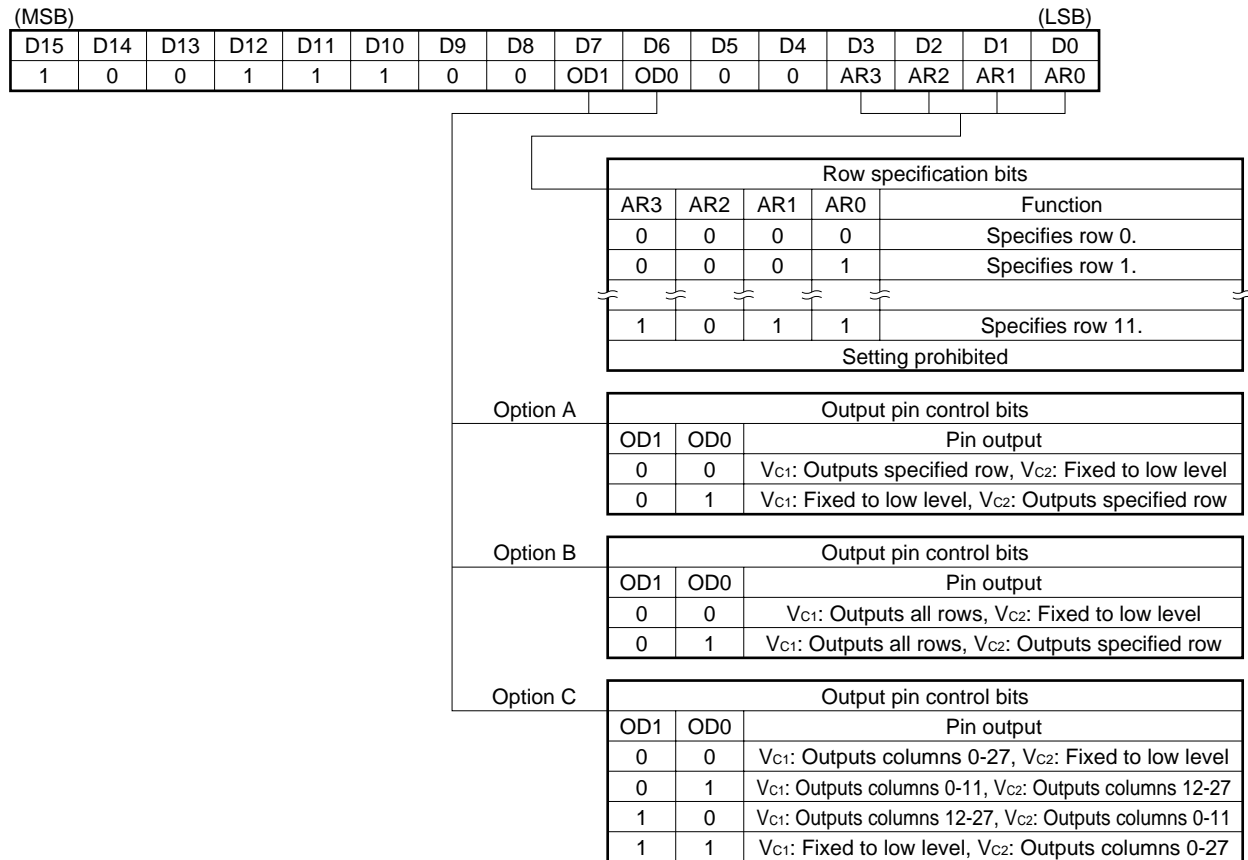 (MSB) (LSB)
D15 D14 D13 D12 D11 D10 D9 D8 D7 D6 D5 D4 D3 D2 D1 D0
1 0 0 1 1 1 0 0 OD1 OD0 0 0 AR3 AR2 AR1 AR0
Row specification bits
AR3 AR2 AR1 AR0 Function
0 0 0 0 Specifies row 0.
0 0 0 1 Specifies row 1.
1 0 1 1 Specifies row 11.
Setting prohibited
Option A Output pin control bits
OD1 OD0 Pin output
0 0 VC1: Outputs specified row, VC2: Fixed to low level
0 1 VC1: Fixed to low level, VC2: Outputs specified row
Option B Output pin control bits
OD1 OD0 Pin output
0 0 VC1: Outputs all rows, VC2: Fixed to low level
0 1 VC1: Outputs all rows, VC2: Outputs specified row
Option C Output pin control bits
OD1 OD0 Pin output
0 0 VC1: Outputs columns 0-27, VC2: Fixed to low level
0 1 VC1: Outputs columns 0-11, VC2: Outputs columns 12-27
1 0 VC1: Outputs columns 12-27, VC2: Outputs columns 0-11
1 1 VC1: Fixed to low level, VC2: Outputs columns 0-27